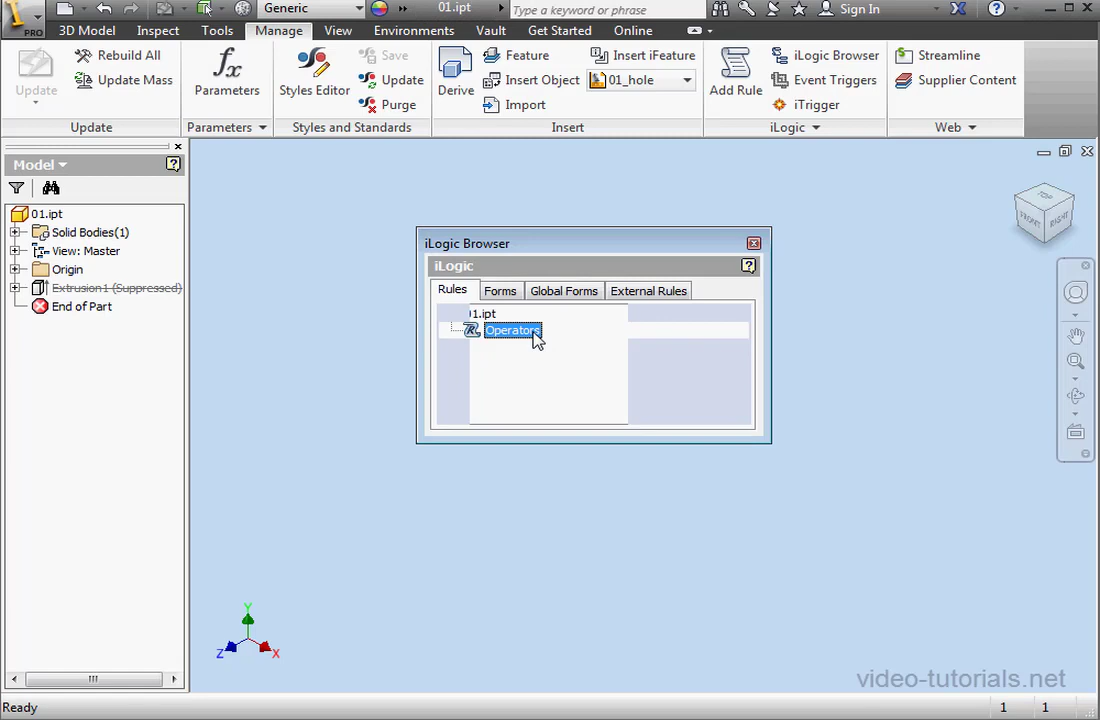 Generic 01.ipt Type a keyword or phrase Sign In
PRO 3D Model Inspect Tools Manage View Environments Vault Get Started Online
Update Rebuild All Update Mass
Update
fx Parameters
Parameters
Styles Editor Save Update Purge
Styles and Standards
Derive Feature Insert Object Import Insert iFeature 01_hole
Insert
Add Rule iLogic Browser Event Triggers iTrigger
iLogic
Streamline Supplier Content
Web
Model
01.ipt
Solid Bodies(1)
View: Master
Origin
Extrusion1 (Suppressed)
End of Part
iLogic Browser
iLogic
Rules Forms Global Forms External Rules
01.ipt
Operators
TOP
FRONT RIGHT
Y
Z X
video-tutorials.net
Ready 1 1